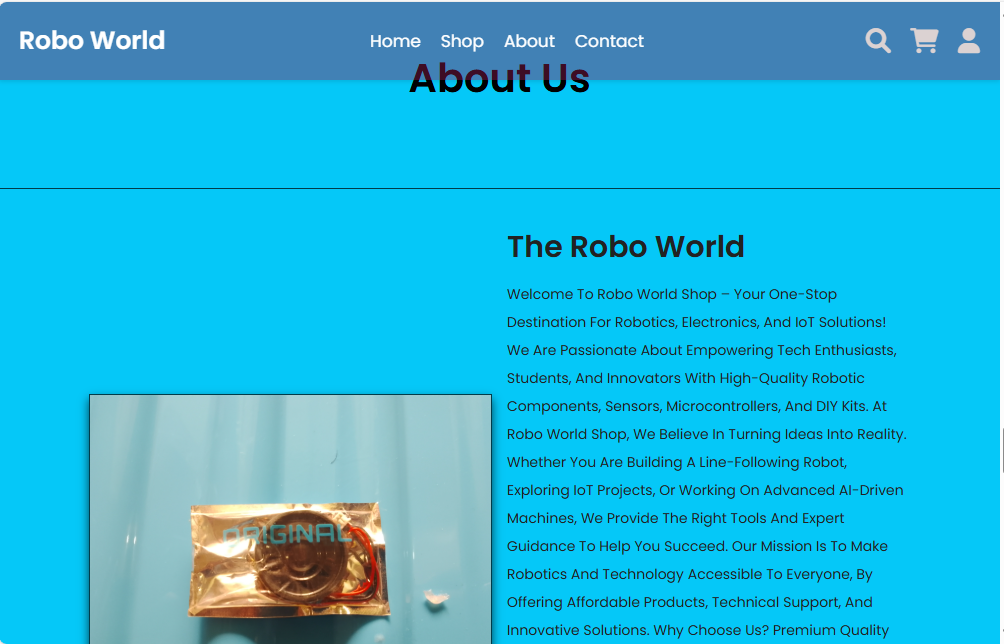 Robo World
Home Shop About Contact
About Us
The Robo World
Welcome To Robo World Shop – Your One-Stop
Destination For Robotics, Electronics, And IoT Solutions!
We Are Passionate About Empowering Tech Enthusiasts,
Students, And Innovators With High-Quality Robotic
Components, Sensors, Microcontrollers, And DIY Kits. At
Robo World Shop, We Believe In Turning Ideas Into Reality.
Whether You Are Building A Line-Following Robot,
Exploring IoT Projects, Or Working On Advanced AI-Driven
Machines, We Provide The Right Tools And Expert
Guidance To Help You Succeed. Our Mission Is To Make
Robotics And Technology Accessible To Everyone, By
Offering Affordable Products, Technical Support, And
Innovative Solutions. Why Choose Us? Premium Quality
ORIGINAL